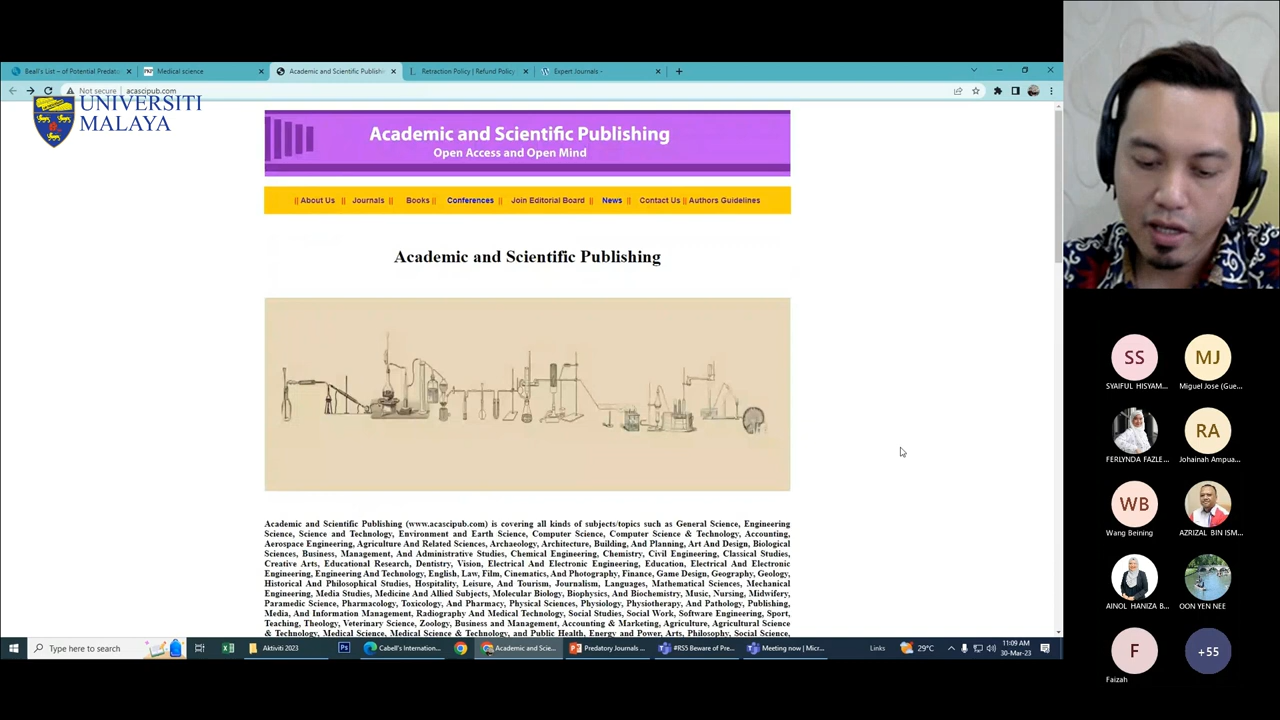 Beall's List – of Potential Predat
Medical science
Academic and Scientific Publishin
Retraction Policy | Refund Policy
Expert Journals –
Not secure
acascipub.com
UNIVERSITI
MALAYA
Academic and Scientific Publishing
Open Access and Open Mind
|| About Us || Journals || Books || Conferences || Join Editorial Board || News || Contact Us || Authors Guidelines
Academic and Scientific Publishing
Academic and Scientific Publishing (www.acascipub.com) is covering all kinds of subjects/topics such as General Science, Engineering
Science, Science and Technology, Environment and Earth Science, Computer Science, Computer Science & Technology, Accounting,
Aerospace Engineering, Agriculture And Related Sciences, Archaeology, Architecture, Building, And Planning, Art And Design, Biological
Sciences, Business, Management, And Administrative Studies, Chemical Engineering, Chemistry, Civil Engineering, Classical Studies,
Creative Arts, Educational Research, Dentistry, Vision, Electrical And Electronic Engineering, Education, Electrical And Electronic
Engineering, Engineering And Technology, English, Law, Film, Cinematics, And Photography, Finance, Game Design, Geography, Geology,
Historical And Philosophical Studies, Hospitality, Leisure, And Tourism, Journalism, Languages, Mathematical Sciences, Mechanical
Engineering, Media Studies, Medicine And Allied Subjects, Molecular Biology, Biophysics, And Biochemistry, Music, Nursing, Midwifery,
Paramedic Science, Pharmacology, Toxicology, And Pharmacy, Physical Sciences, Physiology, Physiotherapy, And Pathology, Publishing,
Media, And Information Management, Radiography And Medical Technology, Social Studies, Social Work, Software Engineering, Sport,
Teaching, Theology, Veterinary Science, Zoology, Business and Management, Accounting & Marketing, Agriculture, Agricultural Science
& Technology, Medical Science, Medical Science & Technology, and Public Health, Energy and Power, Arts, Philosophy, Social Science,
Type here to search
Aktiviti 2023
Cabell's Internation...
Academic and Scie...
Predatory Journals ...
#RS5 Beware of Pre...
Meeting now | Micr...
Links
29°C
11:09 AM
30-Mar-23
SS
SYAIFUL HISYAM...
MJ
Miguel Jose (Gue...
FERLYNDA FAZLE...
RA
Johainah Ampua...
WB
Wang Beining
AZRIZAL BIN ISM...
AINOL HANIZA B...
OON YEN NEE
F
Faizah
+55